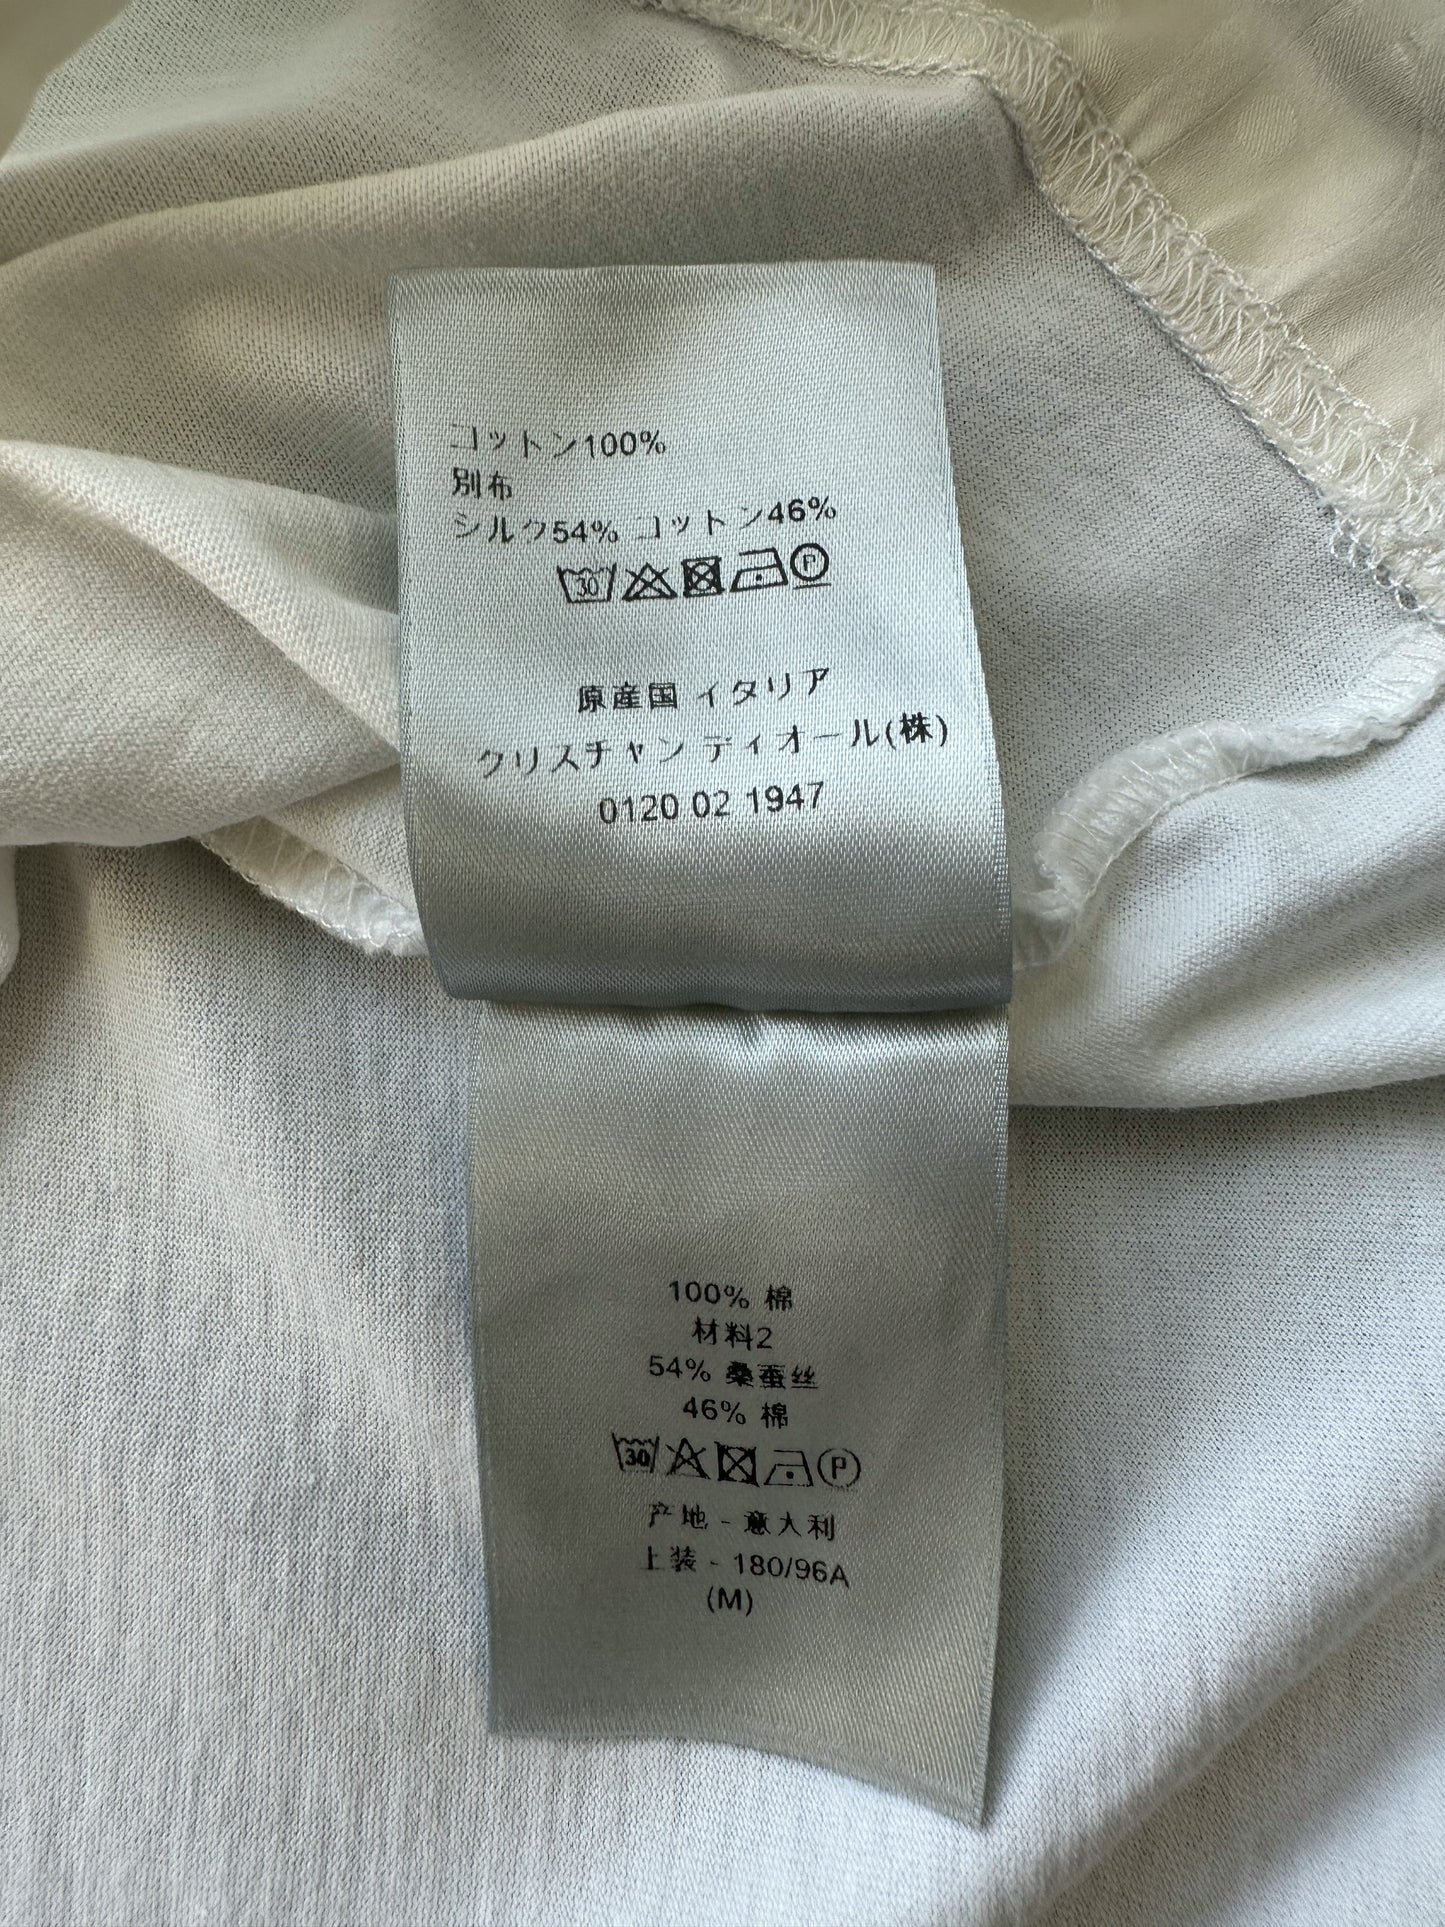 コットン100%
別布
シルク54% コットン46%
30 P
原産国 イタリア
クリスチャン ディオール(株)
0120 02 1947
100% 棉
材料2
54% 桑蚕丝
46% 棉
30 P
产地 - 意大利
上装 - 180/96A
(M)